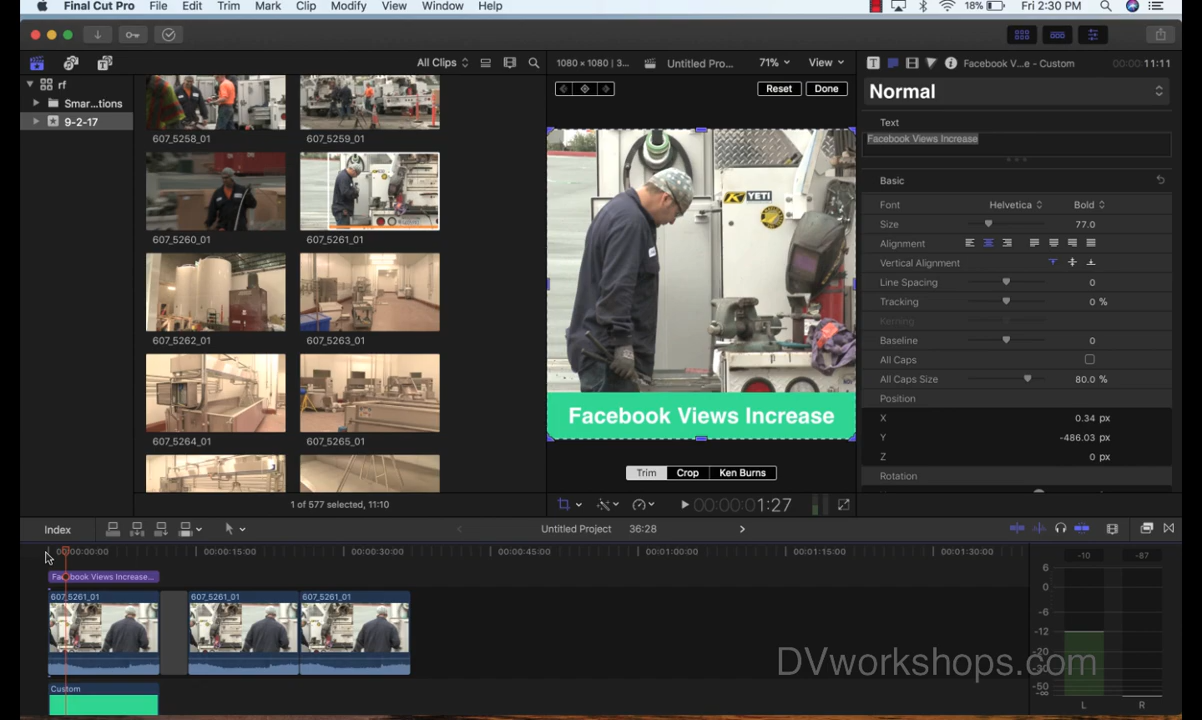 Final Cut Pro File Edit Trim Mark Clip Modify View Window Help 18% Fri 2:30 PM
All Clips 1080 × 1080 | 3... Untitled Pro... 71% View Facebook V...e - Custom 00:00:11:11
rf
Smar...tions
9-2-17
607_5258_01 607_5259_01
607_5260_01 607_5261_01
607_5262_01 607_5263_01
607_5264_01 607_5265_01
1 of 577 selected, 11:10
Reset Done
YETI
Facebook Views Increase
Trim Crop Ken Burns
00:00:01:27
Normal
Text
Facebook Views Increase
Basic
Font Helvetica Bold
Size 77.0
Alignment
Vertical Alignment
Line Spacing 0
Tracking 0 %
Kerning
Baseline 0
All Caps
All Caps Size 80.0 %
Position
X 0.34 px
Y -486.03 px
Z 0 px
Rotation
Index Untitled Project 36:28
00:00:00:00 00:00:15:00 00:00:30:00 00:00:45:00 00:01:00:00 00:01:15:00 00:01:30:00
Facebook Views Increase...
607_5261_01 607_5261_01 607_5261_01
Custom
-10 -87
6
0
-6
-12
-20
-30
-50
-∞
L R
DVworkshops.com